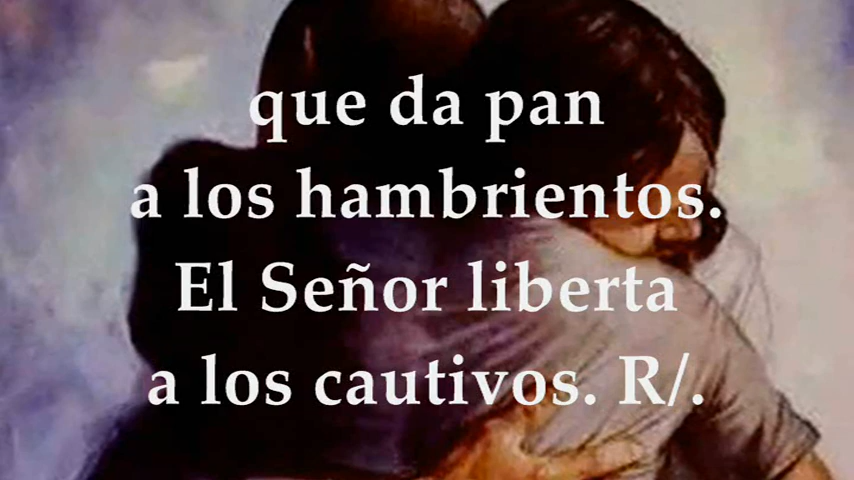 que da pan
a los hambrientos.
El Señor liberta
a los cautivos. R/.